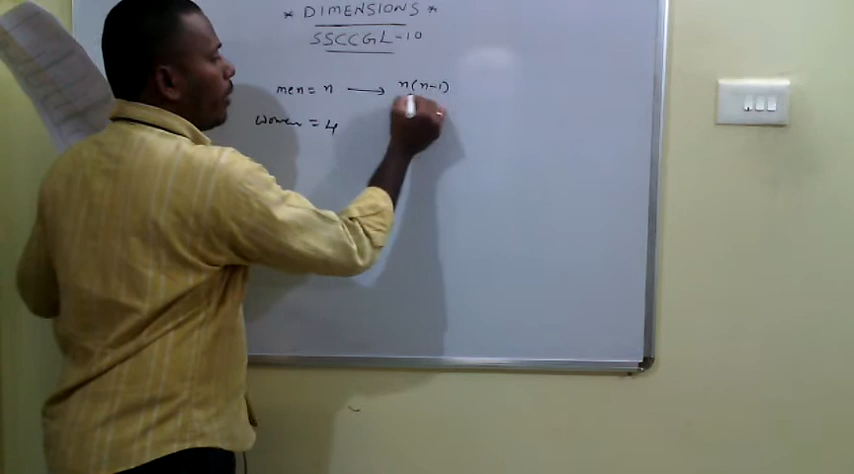 * DIMENSIONS *
SSCCGL-10
men = n → n(n-1)
women = 4